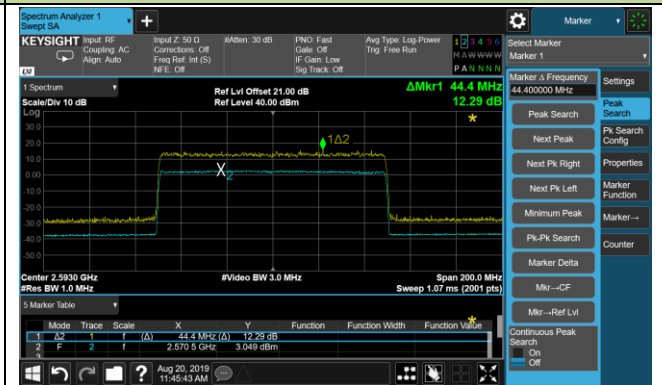 Spectrum Analyzer 1
Swept SA
Marker
KEYSIGHT
Input: RF
Coupling: AC
Align: Auto
Input Z: 50 Ω
Corrections: Off
Freq Ref: Int (S)
NFE: Off
#Atten: 30 dB
PNO: Fast
Gate: Off
IF Gain: Low
Sig Track: Off
Avg Type: Log-Power
Trig: Free Run
1 2 3 4 5 6
M A W W W W
P A N N N N
LXI
Select Marker
Marker 1
1 Spectrum
Scale/Div 10 dB
Ref Lvl Offset 21.00 dB
Ref Level 40.00 dBm
ΔMkr1 44.4 MHz
12.29 dB
Log
30.0
20.0
10.0
0.00
-10.0
-20.0
-30.0
-40.0
-50.0
1Δ2
X2
Center 2.5930 GHz
#Res BW 1.0 MHz
#Video BW 3.0 MHz
Span 200.0 MHz
Sweep 1.07 ms (2001 pts)
5 Marker Table
Mode Trace Scale X Y Function Function Width Function Value
1 Δ2 1 f (Δ) 44.4 MHz (Δ) 12.29 dB
2 F 2 f 2.570 5 GHz 3.049 dBm
3
Marker Δ Frequency
44.400000 MHz
Peak Search
Next Peak
Next Pk Right
Next Pk Left
Minimum Peak
Pk-Pk Search
Marker Delta
Mkr→CF
Mkr→Ref Lvl
Continuous Peak
Search
On
Off
Settings
Peak
Search
Pk Search
Config
Properties
Marker
Function
Marker→
Counter
Aug 20, 2019
11:45:43 AM